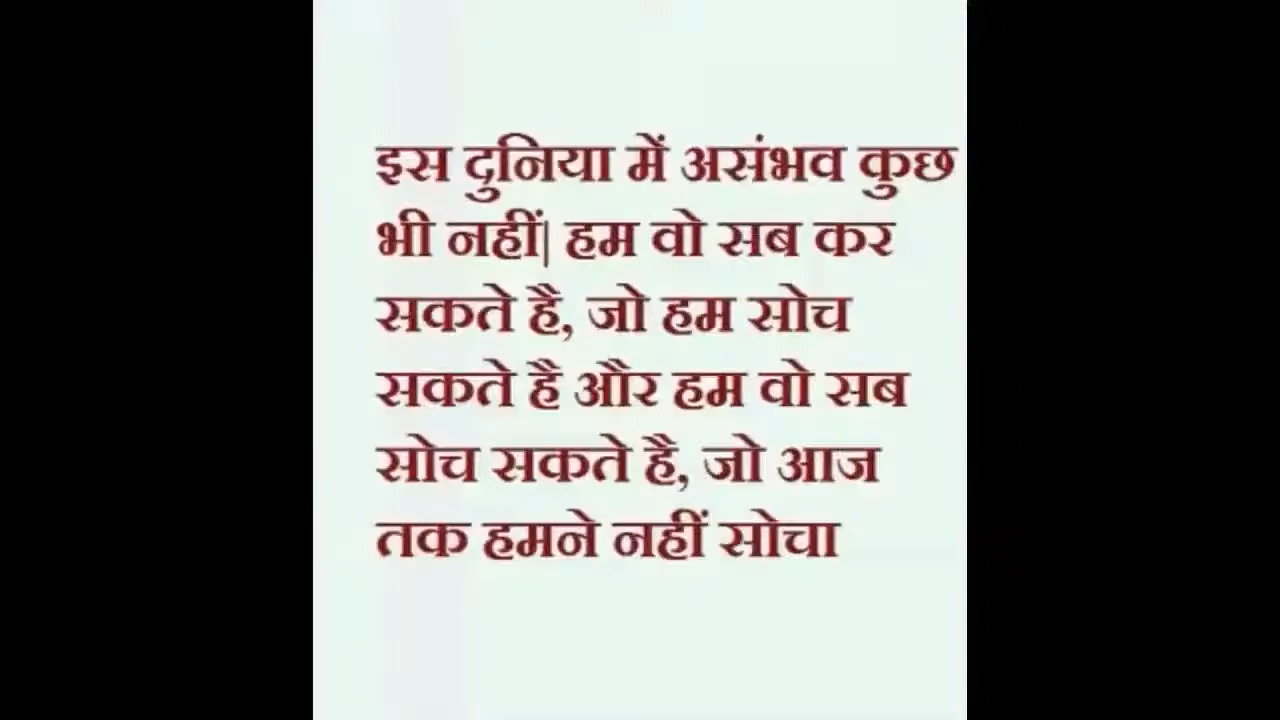 इस दुनिया में असंभव कुछ
भी नहीं| हम वो सब कर
सकते है, जो हम सोच
सकते है और हम वो सब
सोच सकते है, जो आज
तक हमने नहीं सोचा